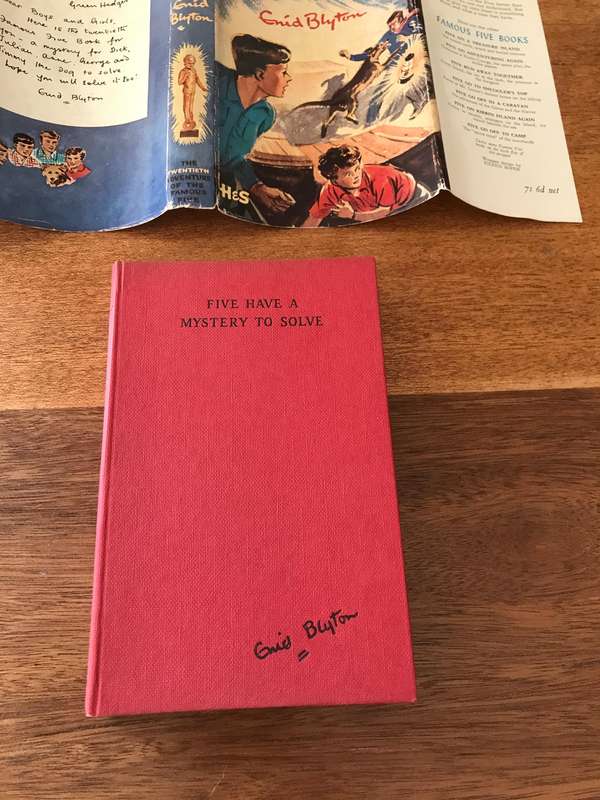 Green Hedges
Dear Boys and Girls,
Here is the twentieth
Famous Five Book for
you - a mystery for Dick,
Julian, Anne, George and
Timmy the dog to solve
hope you will solve it too!
Enid Blyton
Enid
Blyton
THE
TWENTIETH
ADVENTURE
OF THE
FAMOUS
FIVE
Enid Blyton
H&S
FAMOUS FIVE BOOKS
FIVE ON A TREASURE ISLAND
FIVE GO ADVENTURING AGAIN
FIVE RUN AWAY TOGETHER
FIVE GO TO SMUGGLER'S TOP
FIVE GO OFF IN A CARAVAN
FIVE ON KIRRIN ISLAND AGAIN
FIVE GO OFF TO CAMP
7s 6d net
FIVE HAVE A
MYSTERY TO SOLVE
Enid Blyton